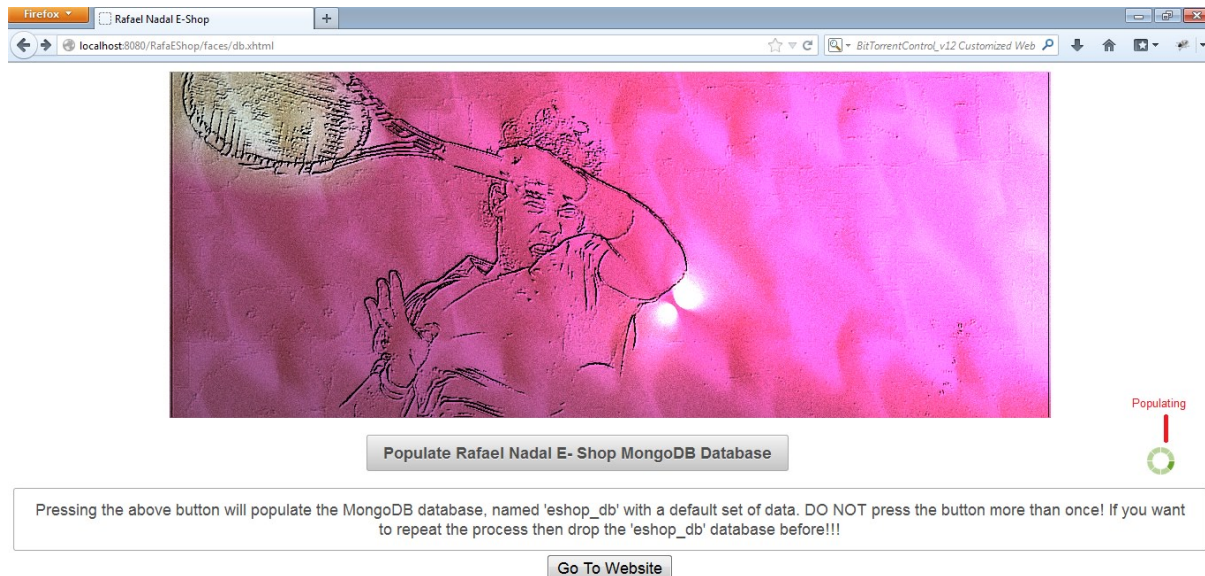 Firefox
Rafael Nadal E-Shop
localhost:8080/RafaEShop/faces/db.xhtml
BitTorrentControl_v12 Customized Web
Populating
Populate Rafael Nadal E- Shop MongoDB Database
Pressing the above button will populate the MongoDB database, named 'eshop_db' with a default set of data. DO NOT press the button more than once! If you want
to repeat the process then drop the 'eshop_db' database before!!!
Go To Website